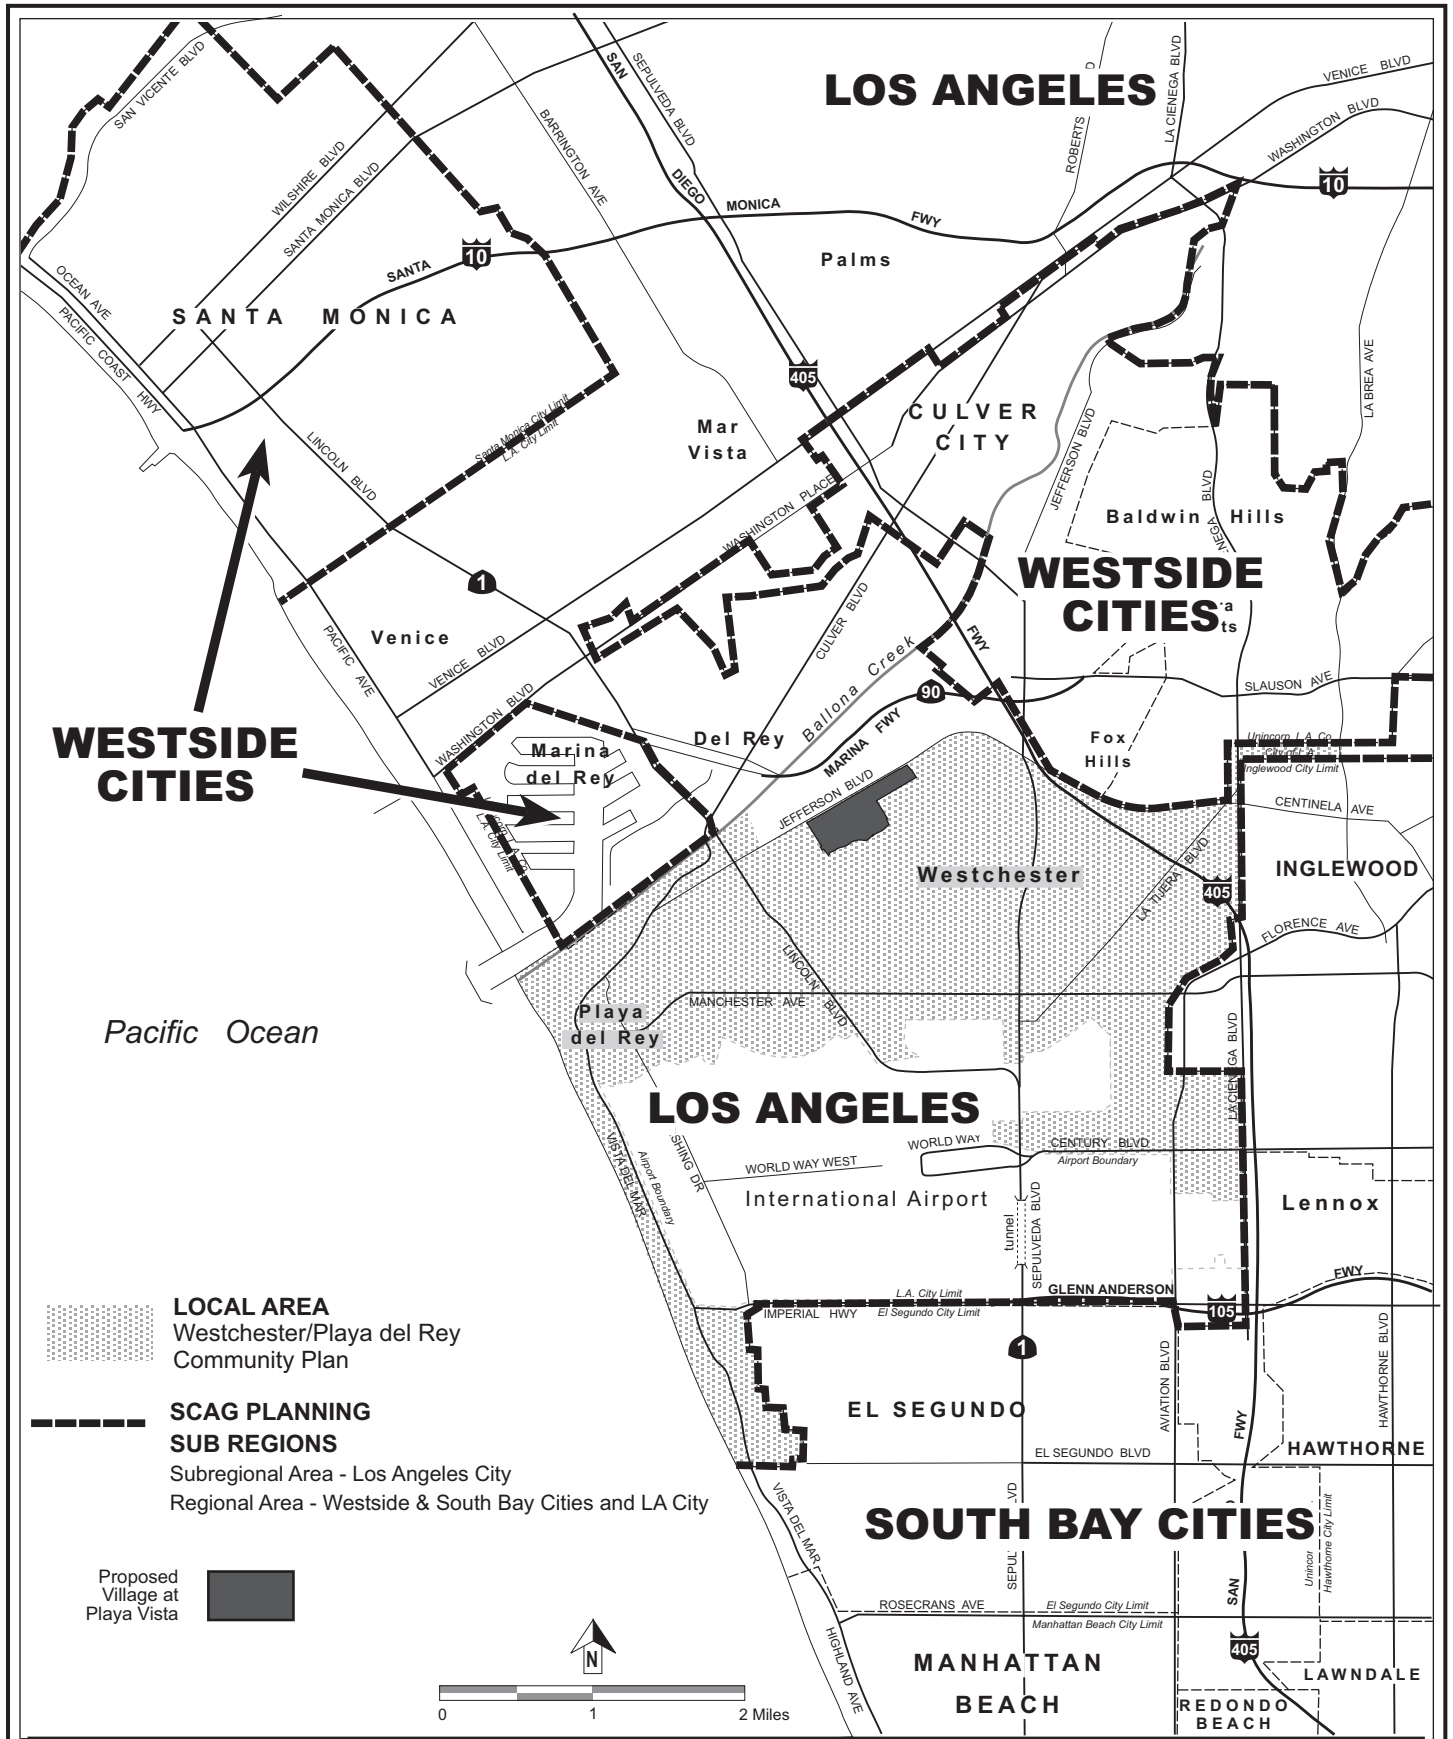 LOS ANGELES
SAN VICENTE BLVD
WILSHIRE BLVD
SANTA MONICA BLVD
BARRINGTON AVE
SAN
DIEGO
SEPULVEDA BLVD
ROBERTS
LA CIENEGA BLVD
VENICE BLVD
WASHINGTON BLVD
10
MONICA
FWY
Palms
SANTA
10
OCEAN AVE
PACIFIC COAST HWY
SANTA MONICA
405
LA BREA AVE
CULVER
CITY
Mar
Vista
Santa Monica City Limit
L.A. City Limit
LINCOLN BLVD
JEFFERSON BLVD
WASHINGTON PLACE
Baldwin Hills
BLVD
WESTSIDE
CITIES
1
PACIFIC AVE
Venice
VENICE BLVD
CULVER BLVD
Ballona Creek
FWY
90
SLAUSON AVE
WASHINGTON BLVD
WESTSIDE
CITIES
Marina
del Rey
Del Rey
MARINA FWY
Fox
Hills
Unincorp. L.A. Co.
City of L.A.
Inglewood City Limit
L.A. City Limit
JEFFERSON BLVD
CENTINELA AVE
Westchester
LA TIJERA BLVD
INGLEWOOD
405
FLORENCE AVE
LINCOLN BLVD
MANCHESTER AVE
Playa
del Rey
Pacific Ocean
LA CIENEGA BLVD
LOS ANGELES
WORLD WAY
CENTURY BLVD
Airport Boundary
WORLD WAY WEST
VISTA DEL MAR
Airport Boundary
SHING DR
International Airport
Lennox
tunnel
SEPULVEDA BLVD
GLENN ANDERSON
FWY
L.A. City Limit
IMPERIAL HWY
El Segundo City Limit
105
LOCAL AREA
Westchester/Playa del Rey
Community Plan
1
AVIATION BLVD
HAWTHORNE BLVD
SCAG PLANNING
SUB REGIONS
Subregional Area - Los Angeles City
Regional Area - Westside & South Bay Cities and LA City
EL SEGUNDO
FWY
HAWTHORNE
EL SEGUNDO BLVD
VISTA DEL MAR
SOUTH BAY CITIES
Hawthorne City Limit
Proposed
Village at
Playa Vista
SAN
ROSECRANS AVE
El Segundo City Limit
Manhattan Beach City Limit
HIGHLAND AVE
405
N
MANHATTAN
BEACH
LAWNDALE
REDONDO
BEACH
0 1 2 Miles